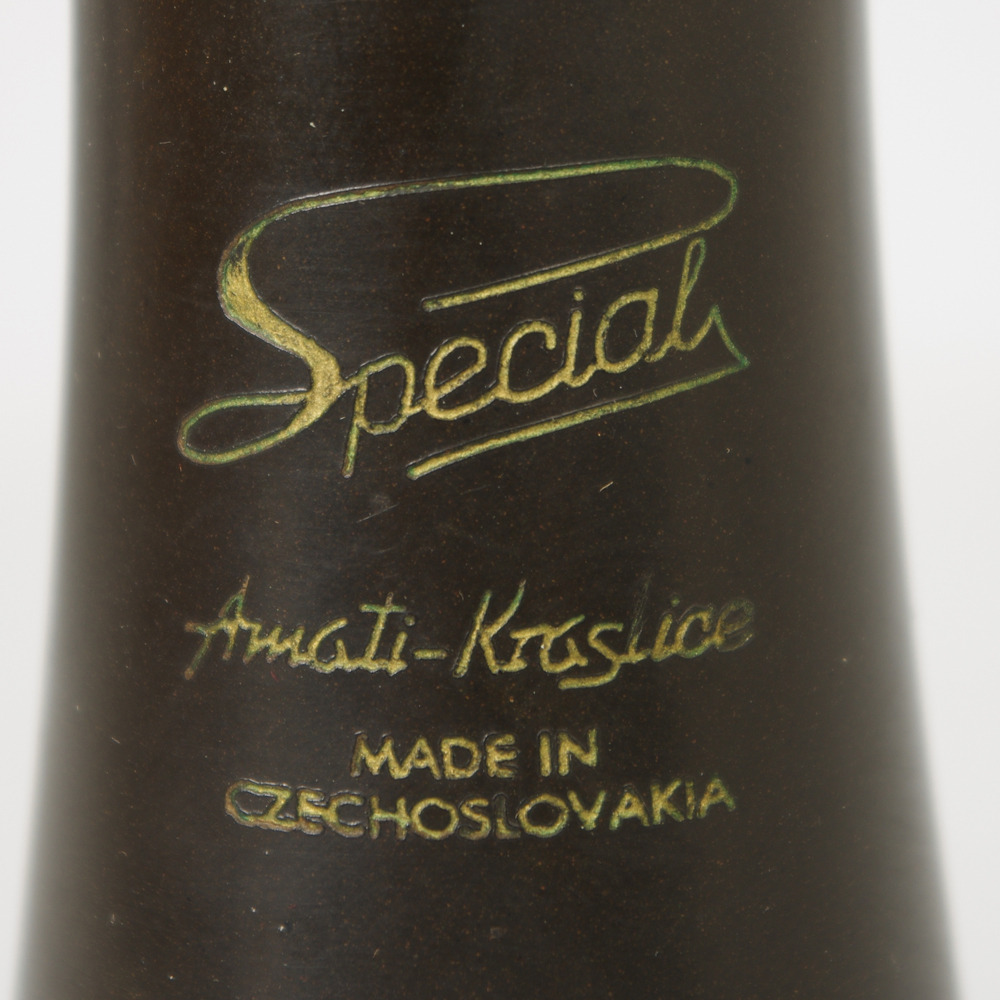 Special
Amati-Kraslice
MADE IN
CZECHOSLOVAKIA